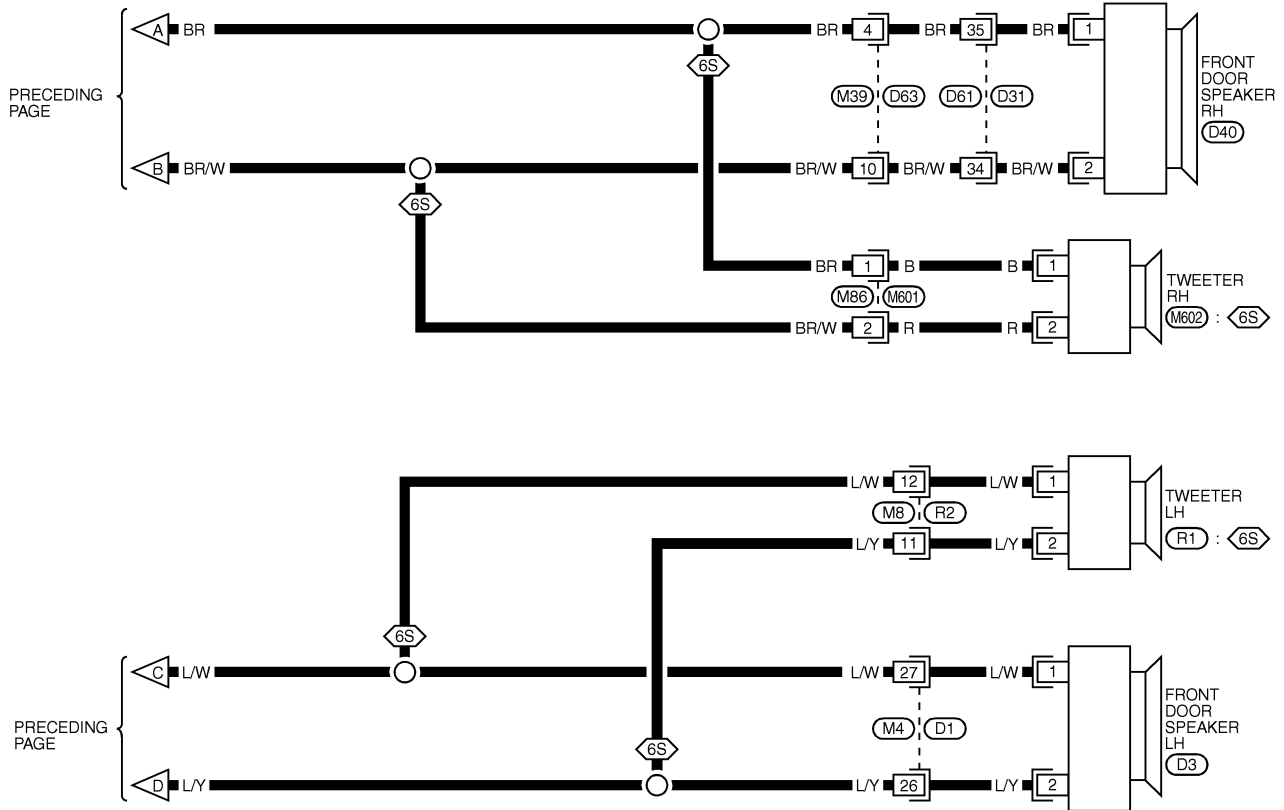 A BR BR 4 BR 35 BR 1
6S
FRONT
DOOR
SPEAKER
RH
D40
PRECEDING
PAGE
M39 D63 D61 D31
B BR/W BR/W 10 BR/W 34 BR/W 2
6S
BR 1 B B 1
M86 M601
TWEETER
RH
M602 : 6S
BR/W 2 R R 2
L/W 12 L/W 1
M8 R2
TWEETER
LH
R1 : 6S
L/Y 11 L/Y 2
6S
C L/W L/W 27 L/W 1
PRECEDING
PAGE
M4 D1
FRONT
DOOR
SPEAKER
LH
D3
6S
D L/Y L/Y 26 L/Y 2